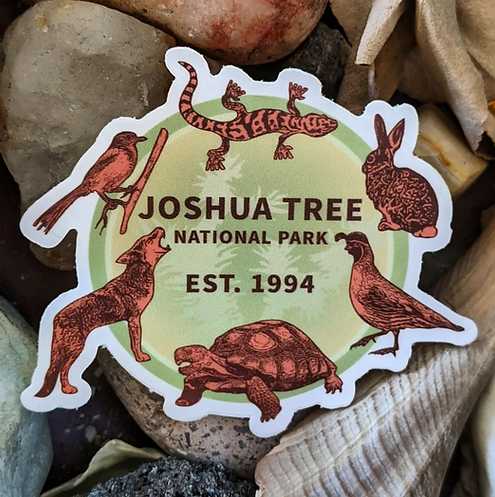 JOSHUA TREE
NATIONAL PARK
EST. 1994